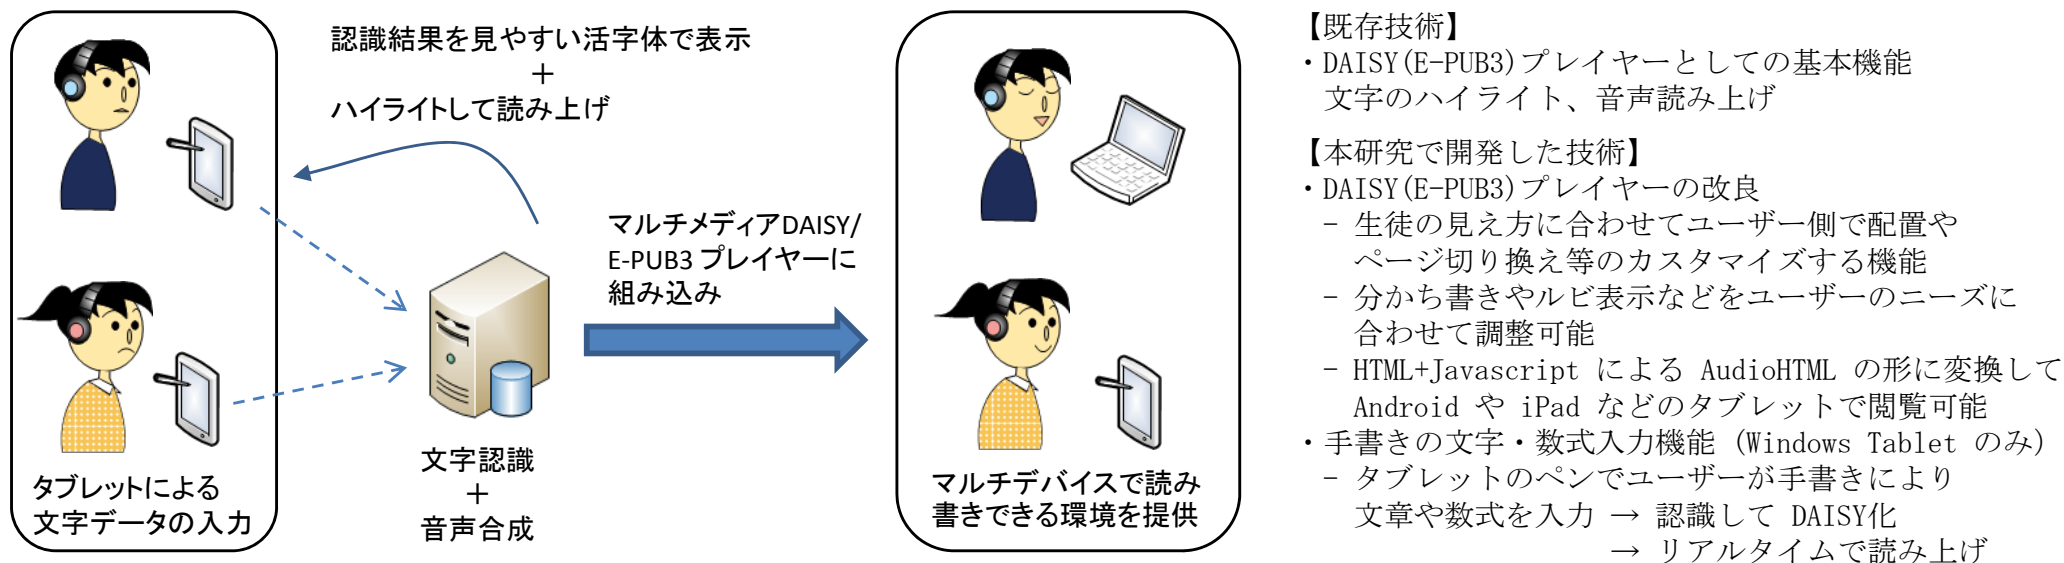 認識結果を見やすい活字体で表示
＋
ハイライトして読み上げ
タブレットによる
文字データの入力
文字認識
＋
音声合成
マルチメディアDAISY/
E-PUB3 プレイヤーに
組み込み
マルチデバイスで読み
書きできる環境を提供
【既存技術】
・DAISY(E-PUB3)プレイヤーとしての基本機能
文字のハイライト、音声読み上げ
【本研究で開発した技術】
・DAISY(E-PUB3)プレイヤーの改良
- 生徒の見え方に合わせてユーザー側で配置や
ページ切り換え等のカスタマイズする機能
- 分かち書きやルビ表示などをユーザーのニーズに
合わせて調整可能
- HTML+Javascript による AudioHTML の形に変換して
Android や iPad などのタブレットで閲覧可能
・手書きの文字・数式入力機能 (Windows Tablet のみ)
- タブレットのペンでユーザーが手書きにより
文章や数式を入力 → 認識して DAISY化
→ リアルタイムで読み上げ